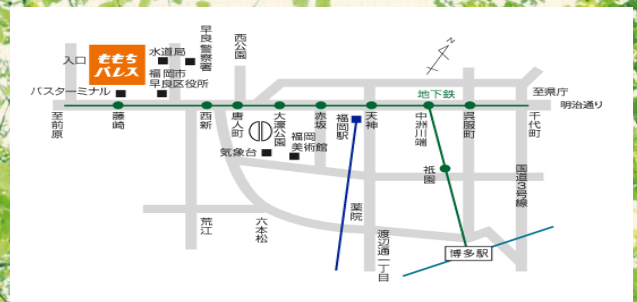 入口
ももち
パレス
水道局
早良警察署
西公園
福岡市
早良区役所
バスターミナル
N
地下鉄
至県庁
明治通り
至前原
藤崎
西新
唐人町
大濠公園
赤坂
福岡駅
天神
中洲川端
呉服町
千代町
気象台
福岡
美術館
祇園
国道3号線
荒江
六本松
薬院
渡辺通一丁目
博多駅